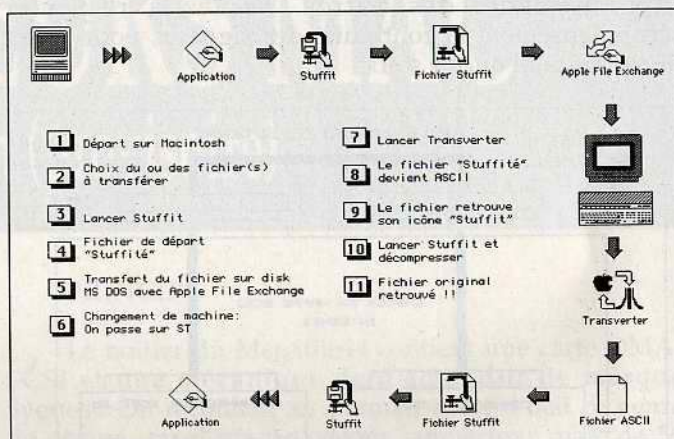 Application
Stuffit
Fichier Stuffit
Apple File Exchange
1 Départ sur Macintosh
2 Choix du ou des fichier(s)
à transférer
3 Lancer Stuffit
4 Fichier de départ
"Stuffité"
5 Transfert du fichier sur disk
MS DOS avec Apple File Exchange
6 Changement de machine:
On passe sur ST
7 Lancer Transverter
8 Le fichier "Stuffité"
devient ASCII
9 Le fichier retrouve
son icône "Stuffit"
10 Lancer Stuffit et
décompresser
11 Fichier original
retrouvé !!
Transverter
Application
Stuffit
Fichier Stuffit
Fichier ASCII